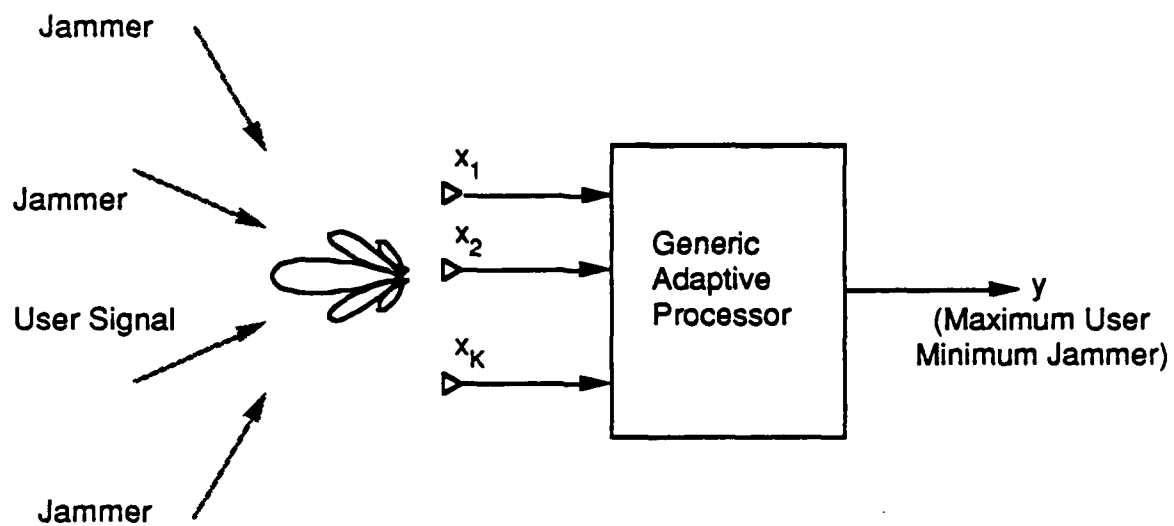 Jammer
Jammer
User Signal
Jammer
x1
x2
xK
Generic
Adaptive
Processor
y
(Maximum User
Minimum Jammer)